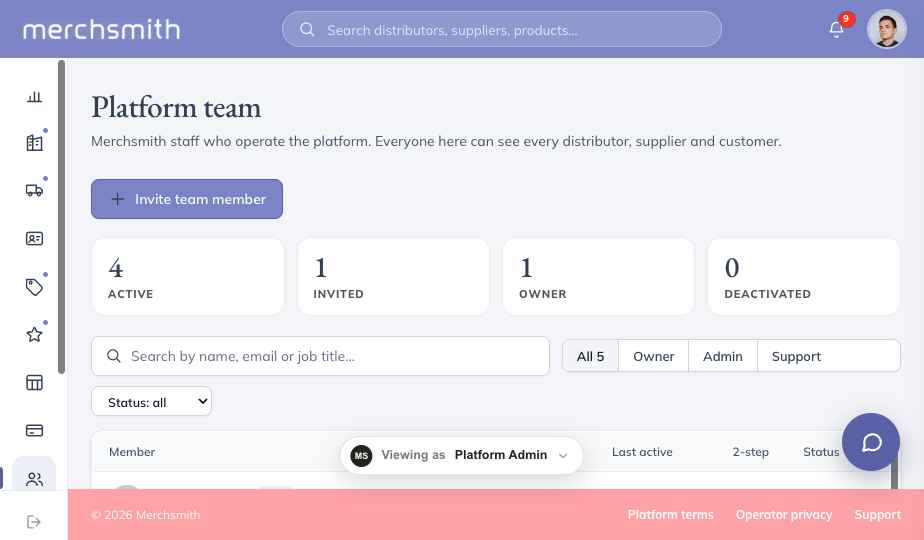 merchsmith
Search distributors, suppliers, products...
9
Platform team
Merchsmith staff who operate the platform. Everyone here can see every distributor, supplier and customer.
Invite team member
4
ACTIVE
1
INVITED
1
OWNER
0
DEACTIVATED
Search by name, email or job title...
All 5 Owner Admin Support
Status: all
Member Last active 2-step Status
MS Viewing as Platform Admin
© 2026 Merchsmith Platform terms Operator privacy Support